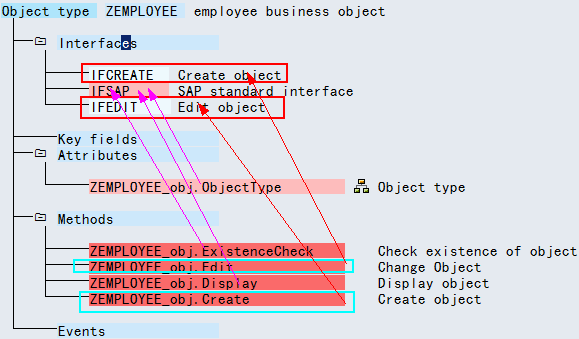 Object type ZEMPLOYEE employee business object
Interfaces
IFCREATE Create object
IFSAP SAP standard interface
IFEDIT Edit object
Key fields
Attributes
ZEMPLOYEE_obj.ObjectType Object type
Methods
ZEMPLOYEE_obj.ExistenceCheck Check existence of object
ZEMPLOYEE_obj.Edit Change Object
ZEMPLOYEE_obj.Display Display object
ZEMPLOYEE_obj.Create Create object
Events